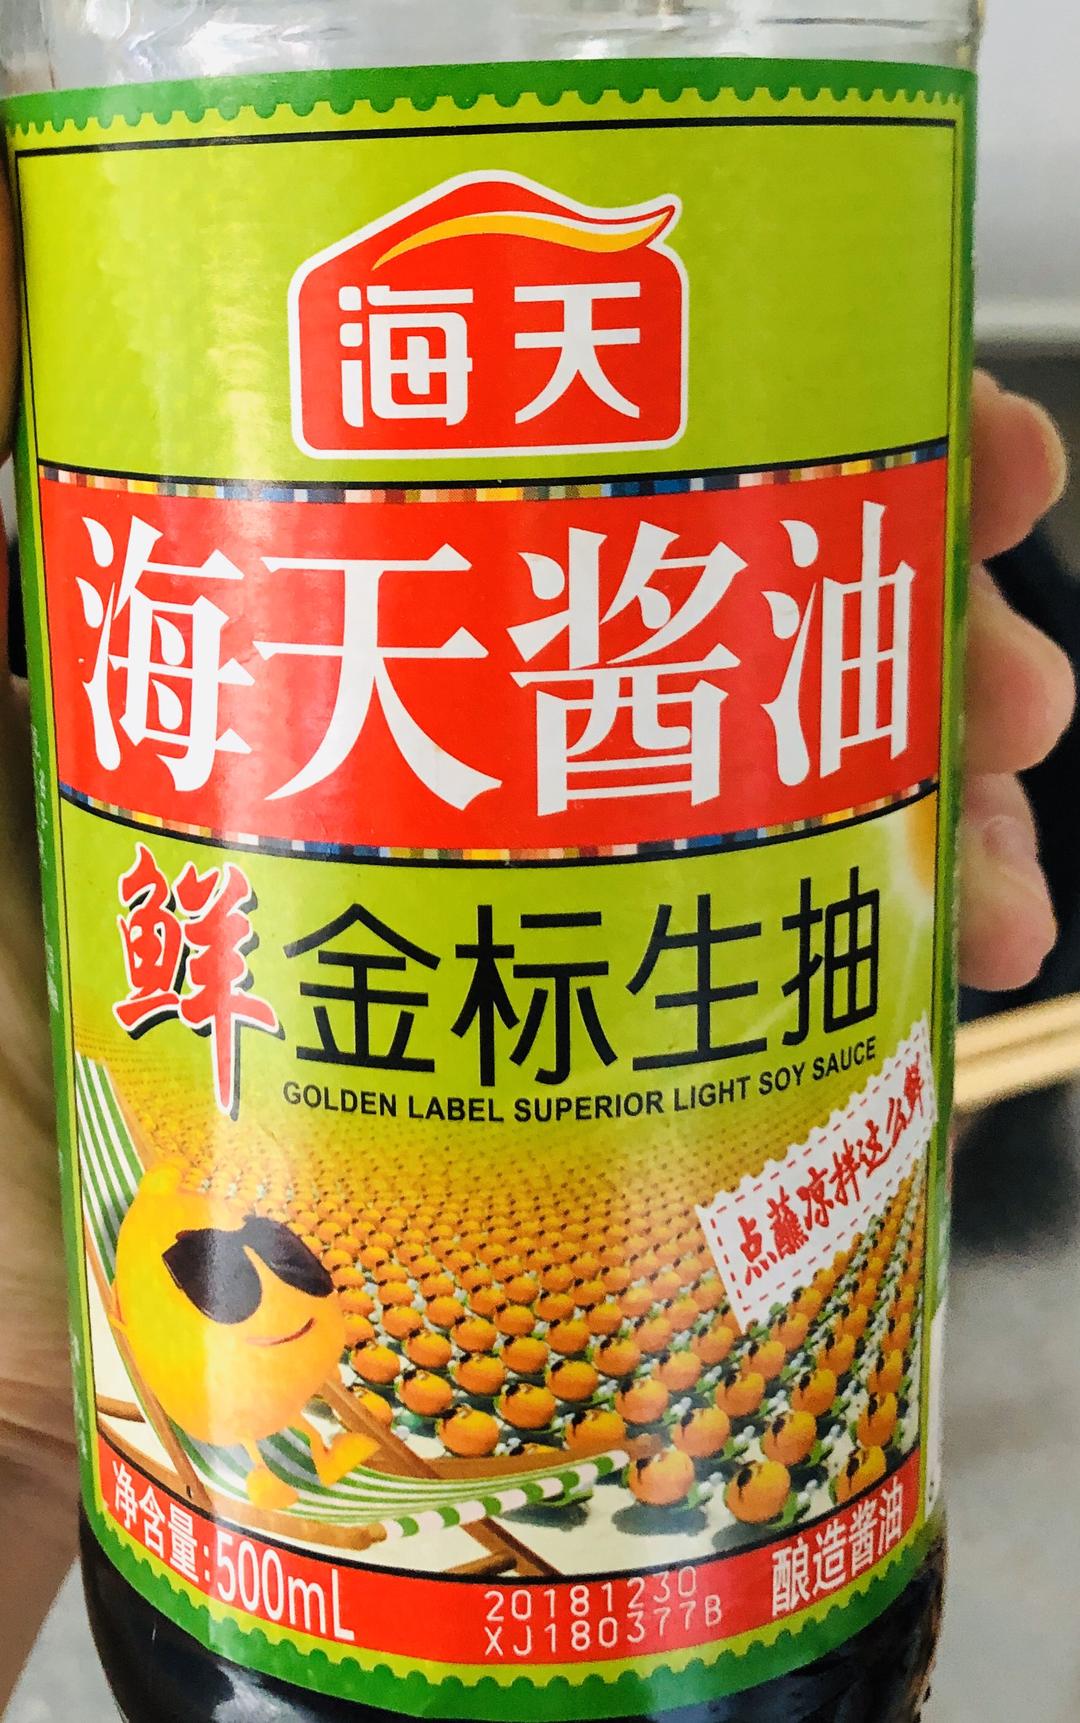 海天
海天酱油
鲜 金标生抽
GOLDEN LABEL SUPERIOR LIGHT SOY SAUCE
点蘸凉拌这么鲜
净含量:500mL
20181230
XJ180377B
酿造酱油